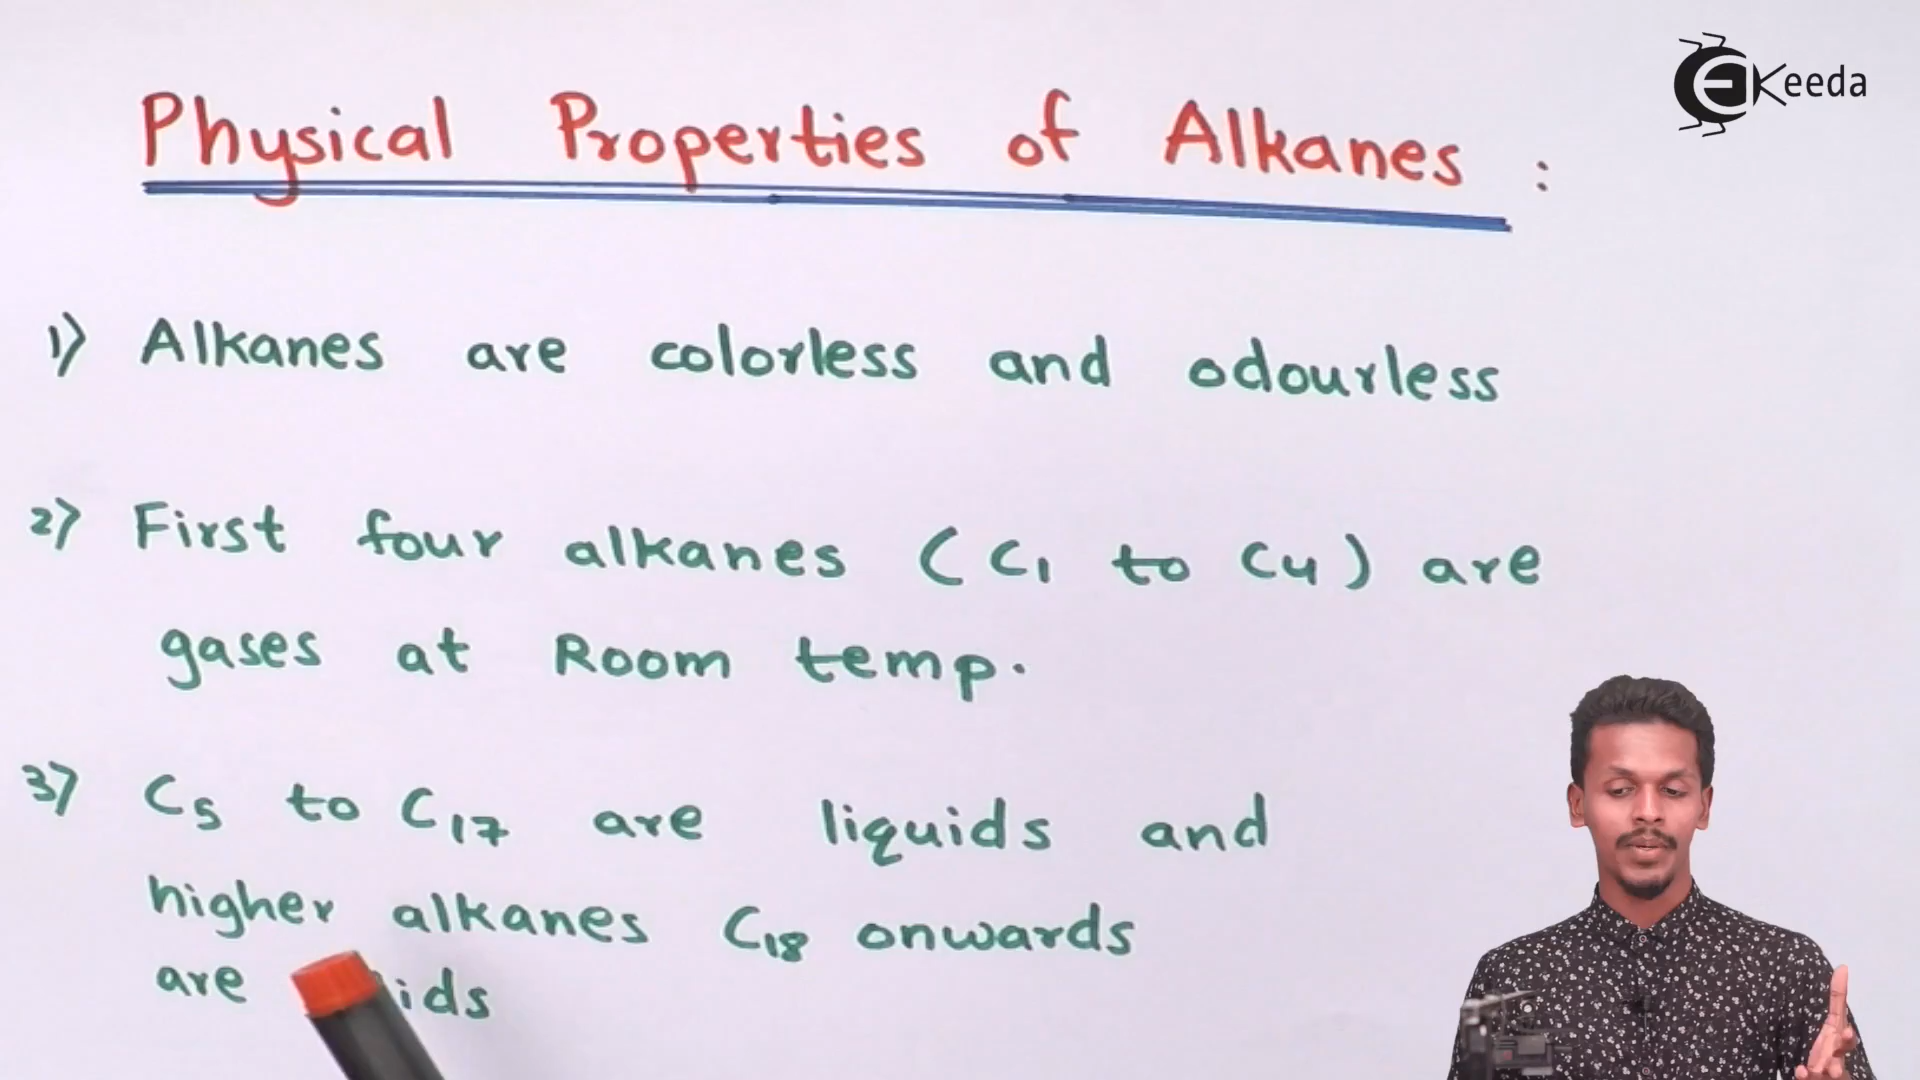 EKeeda
Physical Properties of Alkanes :
1) Alkanes are colorless and odourless
2) First four alkanes (C1 to C4) are
gases at Room temp.
3) C5 to C17 are liquids and
higher alkanes C18 onwards
are